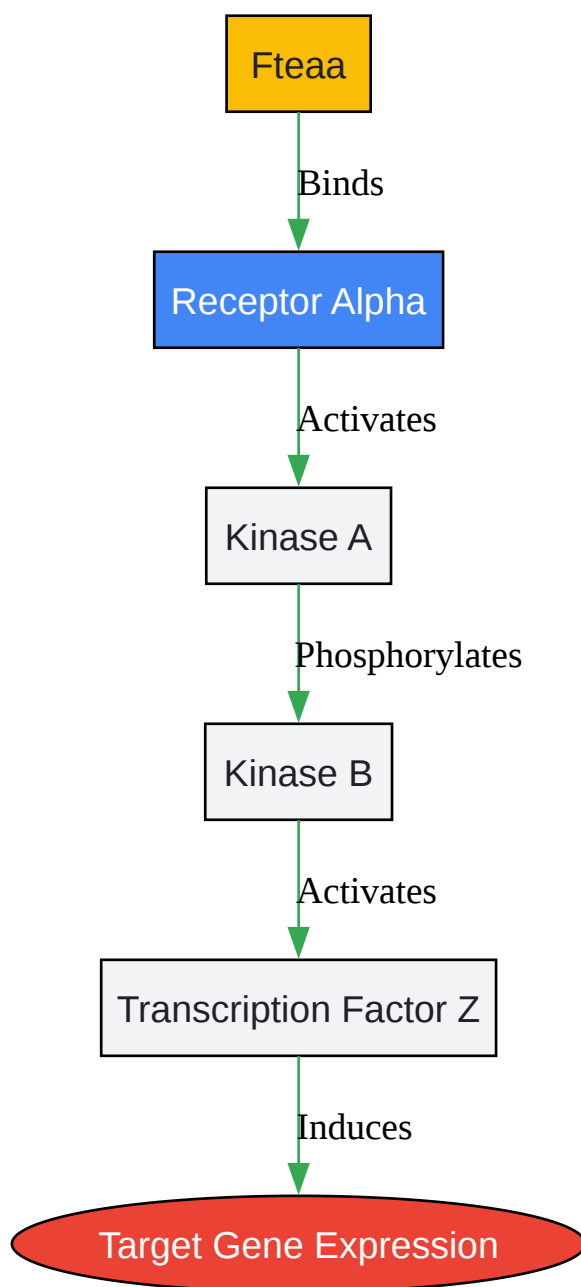 Fteaa
Binds
Receptor Alpha
Activates
Kinase A
Phosphorylates
Kinase B
Activates
Transcription Factor Z
Induces
Target Gene Expression